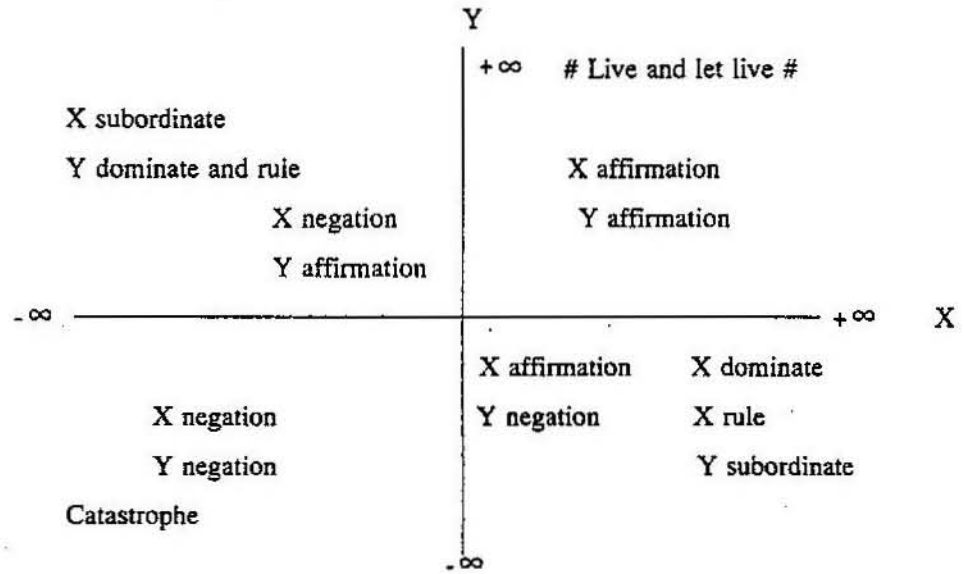 Y
+∞ # Live and let live #
X subordinate
Y dominate and rule X affirmation
X negation Y affirmation
Y affirmation
-∞ +∞ X
X affirmation X dominate
X negation Y negation X rule
Y negation Y subordinate
Catastrophe
-∞